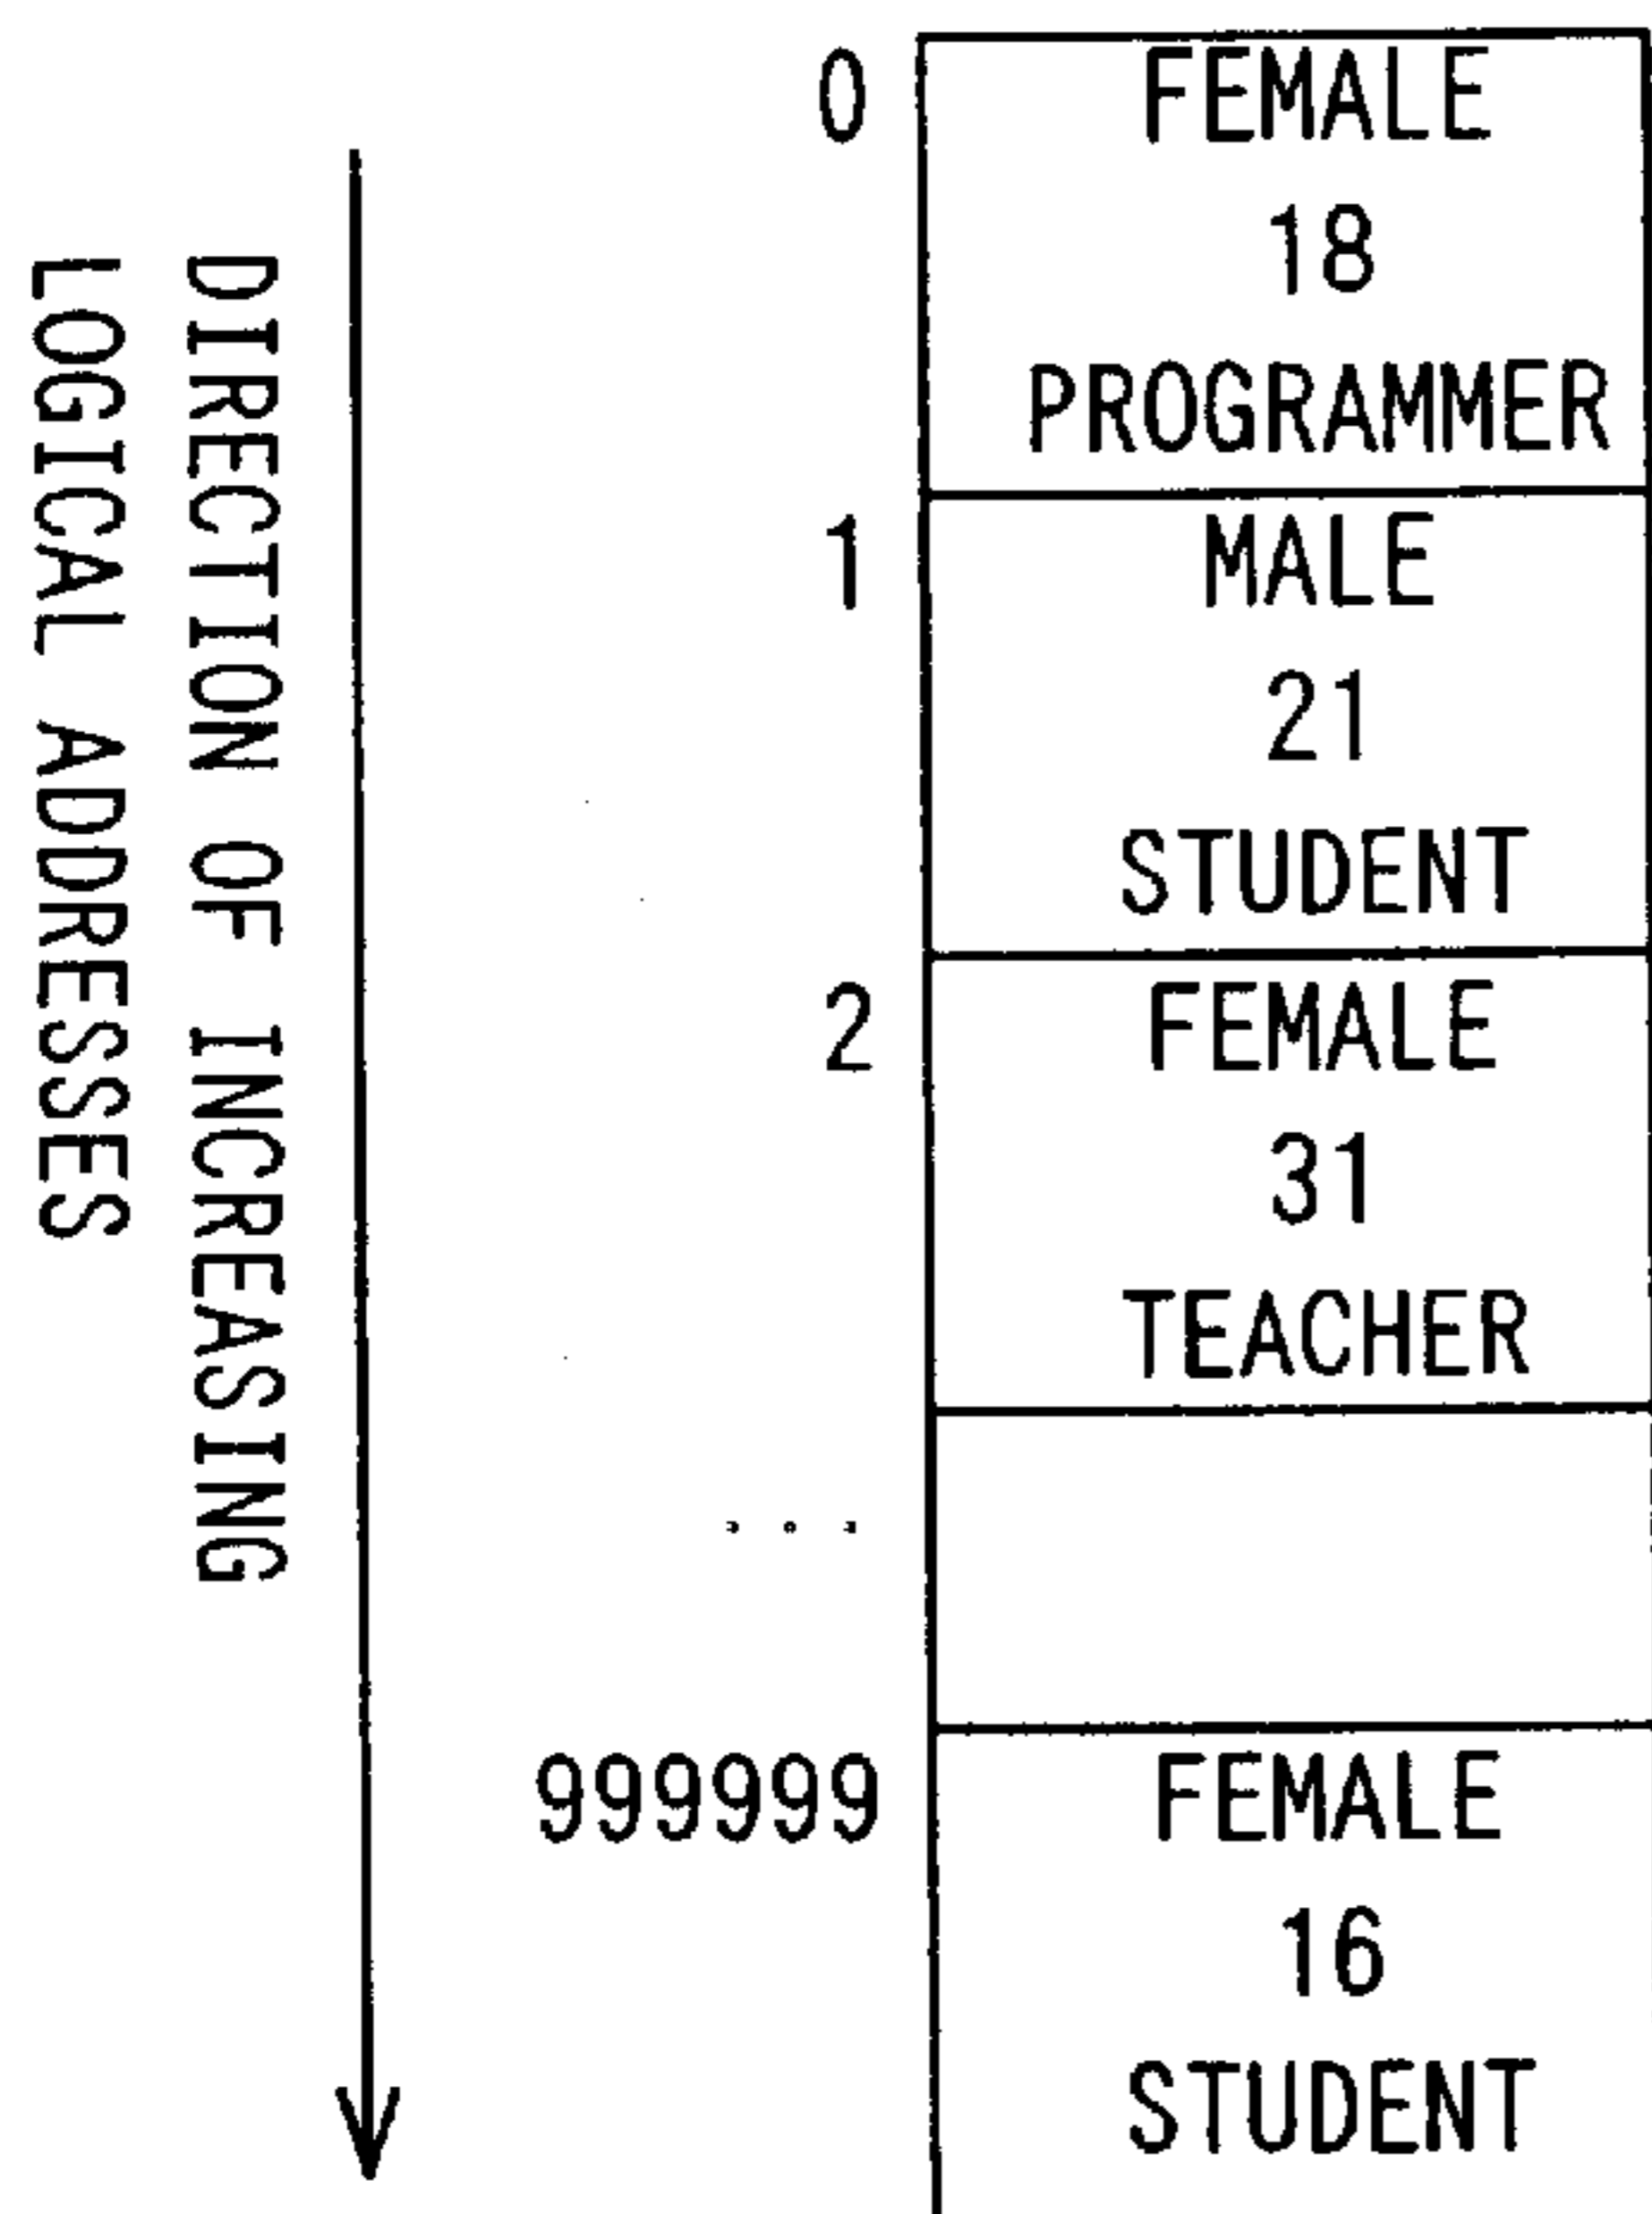 DIRECTION OF INCREASING
LOGICAL ADDRESSES
0
FEMALE
18
PROGRAMMER
1
MALE
21
STUDENT
2
FEMALE
31
TEACHER
...
999999
FEMALE
16
STUDENT